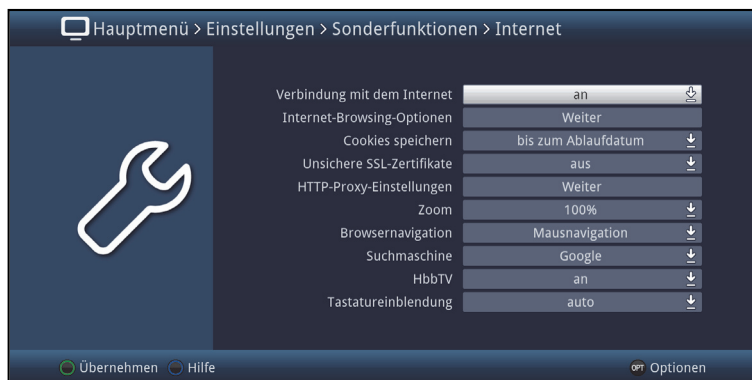 Hauptmenü > Einstellungen > Sonderfunktionen > Internet
Verbindung mit dem Internet an
Internet-Browsing-Optionen Weiter
Cookies speichern bis zum Ablaufdatum
Unsichere SSL-Zertifikate aus
HTTP-Proxy-Einstellungen Weiter
Zoom 100%
Browsernavigation Mausnavigation
Suchmaschine Google
HbbTV an
Tastatureinblendung auto
Übernehmen Hilfe OPT Optionen